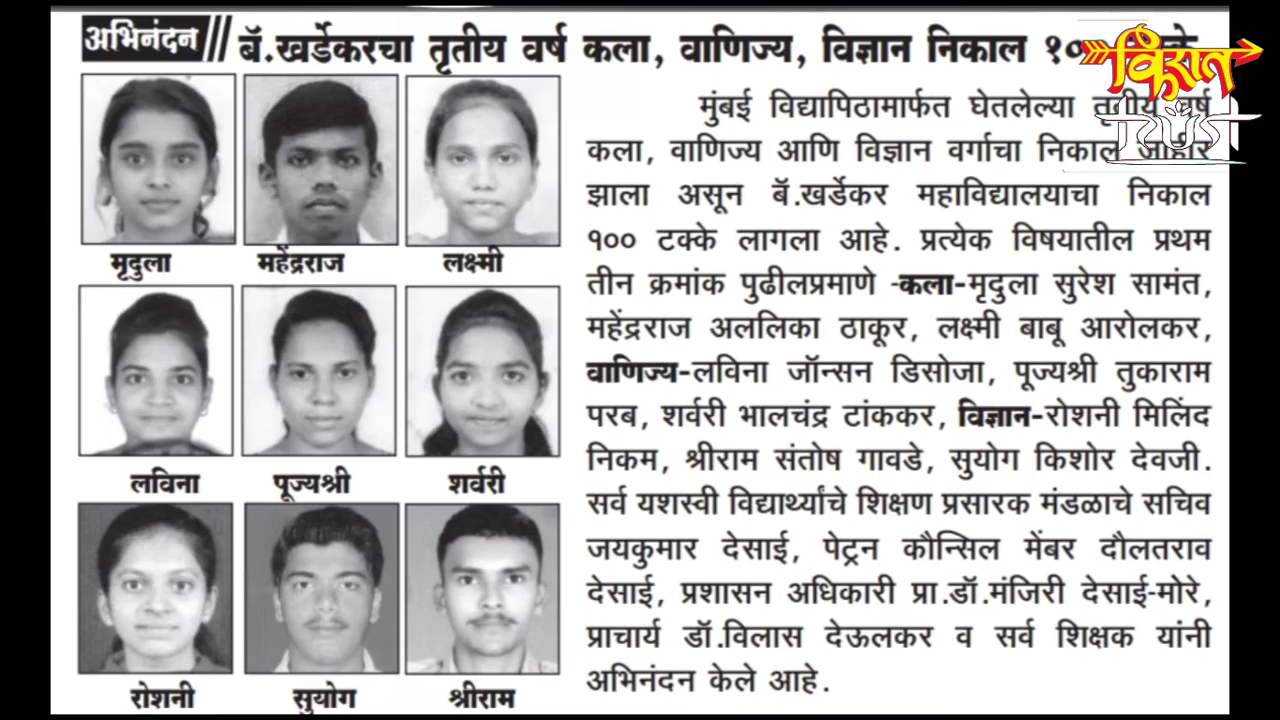 अभिनंदन
बॅ.खर्डेकरचा तृतीय वर्ष कला, वाणिज्य, विज्ञान निकाल
किरात
मृदुला
महेंद्रराज
लक्ष्मी
लविना
पूज्यश्री
शर्वरी
रोशनी
सुयोग
श्रीराम
मुंबई विद्यापिठामार्फत घेतलेल्या तृतीय वर्ष
कला, वाणिज्य आणि विज्ञान वर्गाचा निकाल जाहीर
झाला असून बॅ.खर्डेकर महाविद्यालयाचा निकाल
१०० टक्के लागला आहे. प्रत्येक विषयातील प्रथम
तीन क्रमांक पुढीलप्रमाणे -कला-मृदुला सुरेश सामंत,
महेंद्रराज अललिका ठाकूर, लक्ष्मी बाबू आरोलकर,
वाणिज्य-लविना जॉन्सन डिसोजा, पूज्यश्री तुकाराम
परब, शर्वरी भालचंद्र टांककर, विज्ञान-रोशनी मिलिंद
निकम, श्रीराम संतोष गावडे, सुयोग किशोर देवजी.
सर्व यशस्वी विद्यार्थ्यांचे शिक्षण प्रसारक मंडळाचे सचिव
जयकुमार देसाई, पेट्रन कौन्सिल मेंबर दौलतराव
देसाई, प्रशासन अधिकारी प्रा.डॉ.मंजिरी देसाई-मोरे,
प्राचार्य डॉ.विलास देऊलकर व सर्व शिक्षक यांनी
अभिनंदन केले आहे.